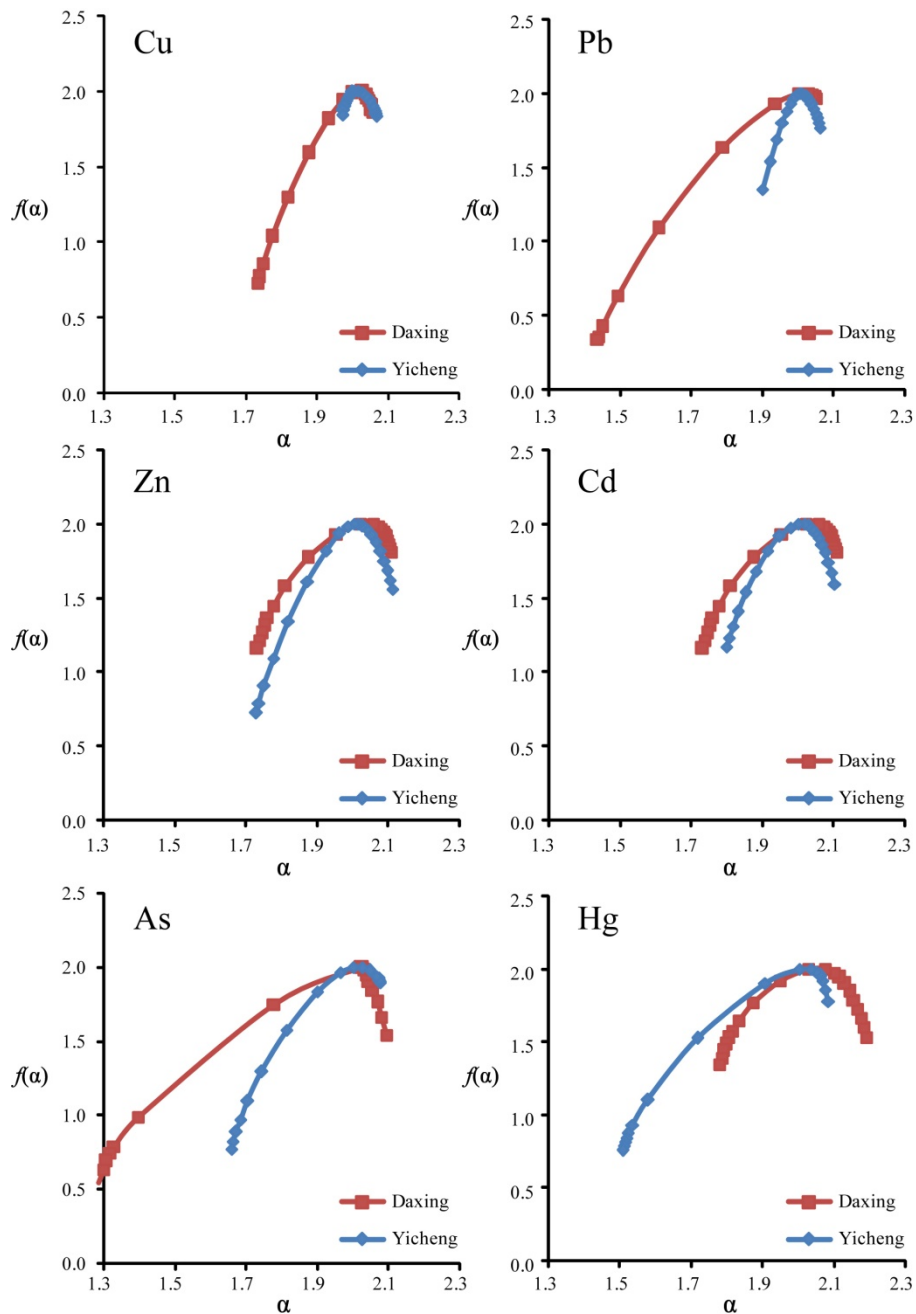 Cu
2.5
2.0
1.5
f(α)
1.0
0.5
0.0
Daxing
Yicheng
1.3 1.5 1.7 1.9 2.1 2.3
α
Pb
2.5
2.0
1.5
f(α)
1.0
0.5
0.0
Daxing
Yicheng
1.3 1.5 1.7 1.9 2.1 2.3
α
Zn
2.5
2.0
1.5
f(α)
1.0
0.5
0.0
Daxing
Yicheng
1.3 1.5 1.7 1.9 2.1 2.3
α
Cd
2.5
2.0
1.5
f(α)
1.0
0.5
0.0
Daxing
Yicheng
1.3 1.5 1.7 1.9 2.1 2.3
α
As
2.5
2.0
1.5
f(α)
1.0
0.5
0.0
Daxing
Yicheng
1.3 1.5 1.7 1.9 2.1 2.3
α
Hg
2.5
2.0
1.5
f(α)
1.0
0.5
0.0
Daxing
Yicheng
1.3 1.5 1.7 1.9 2.1 2.3
α